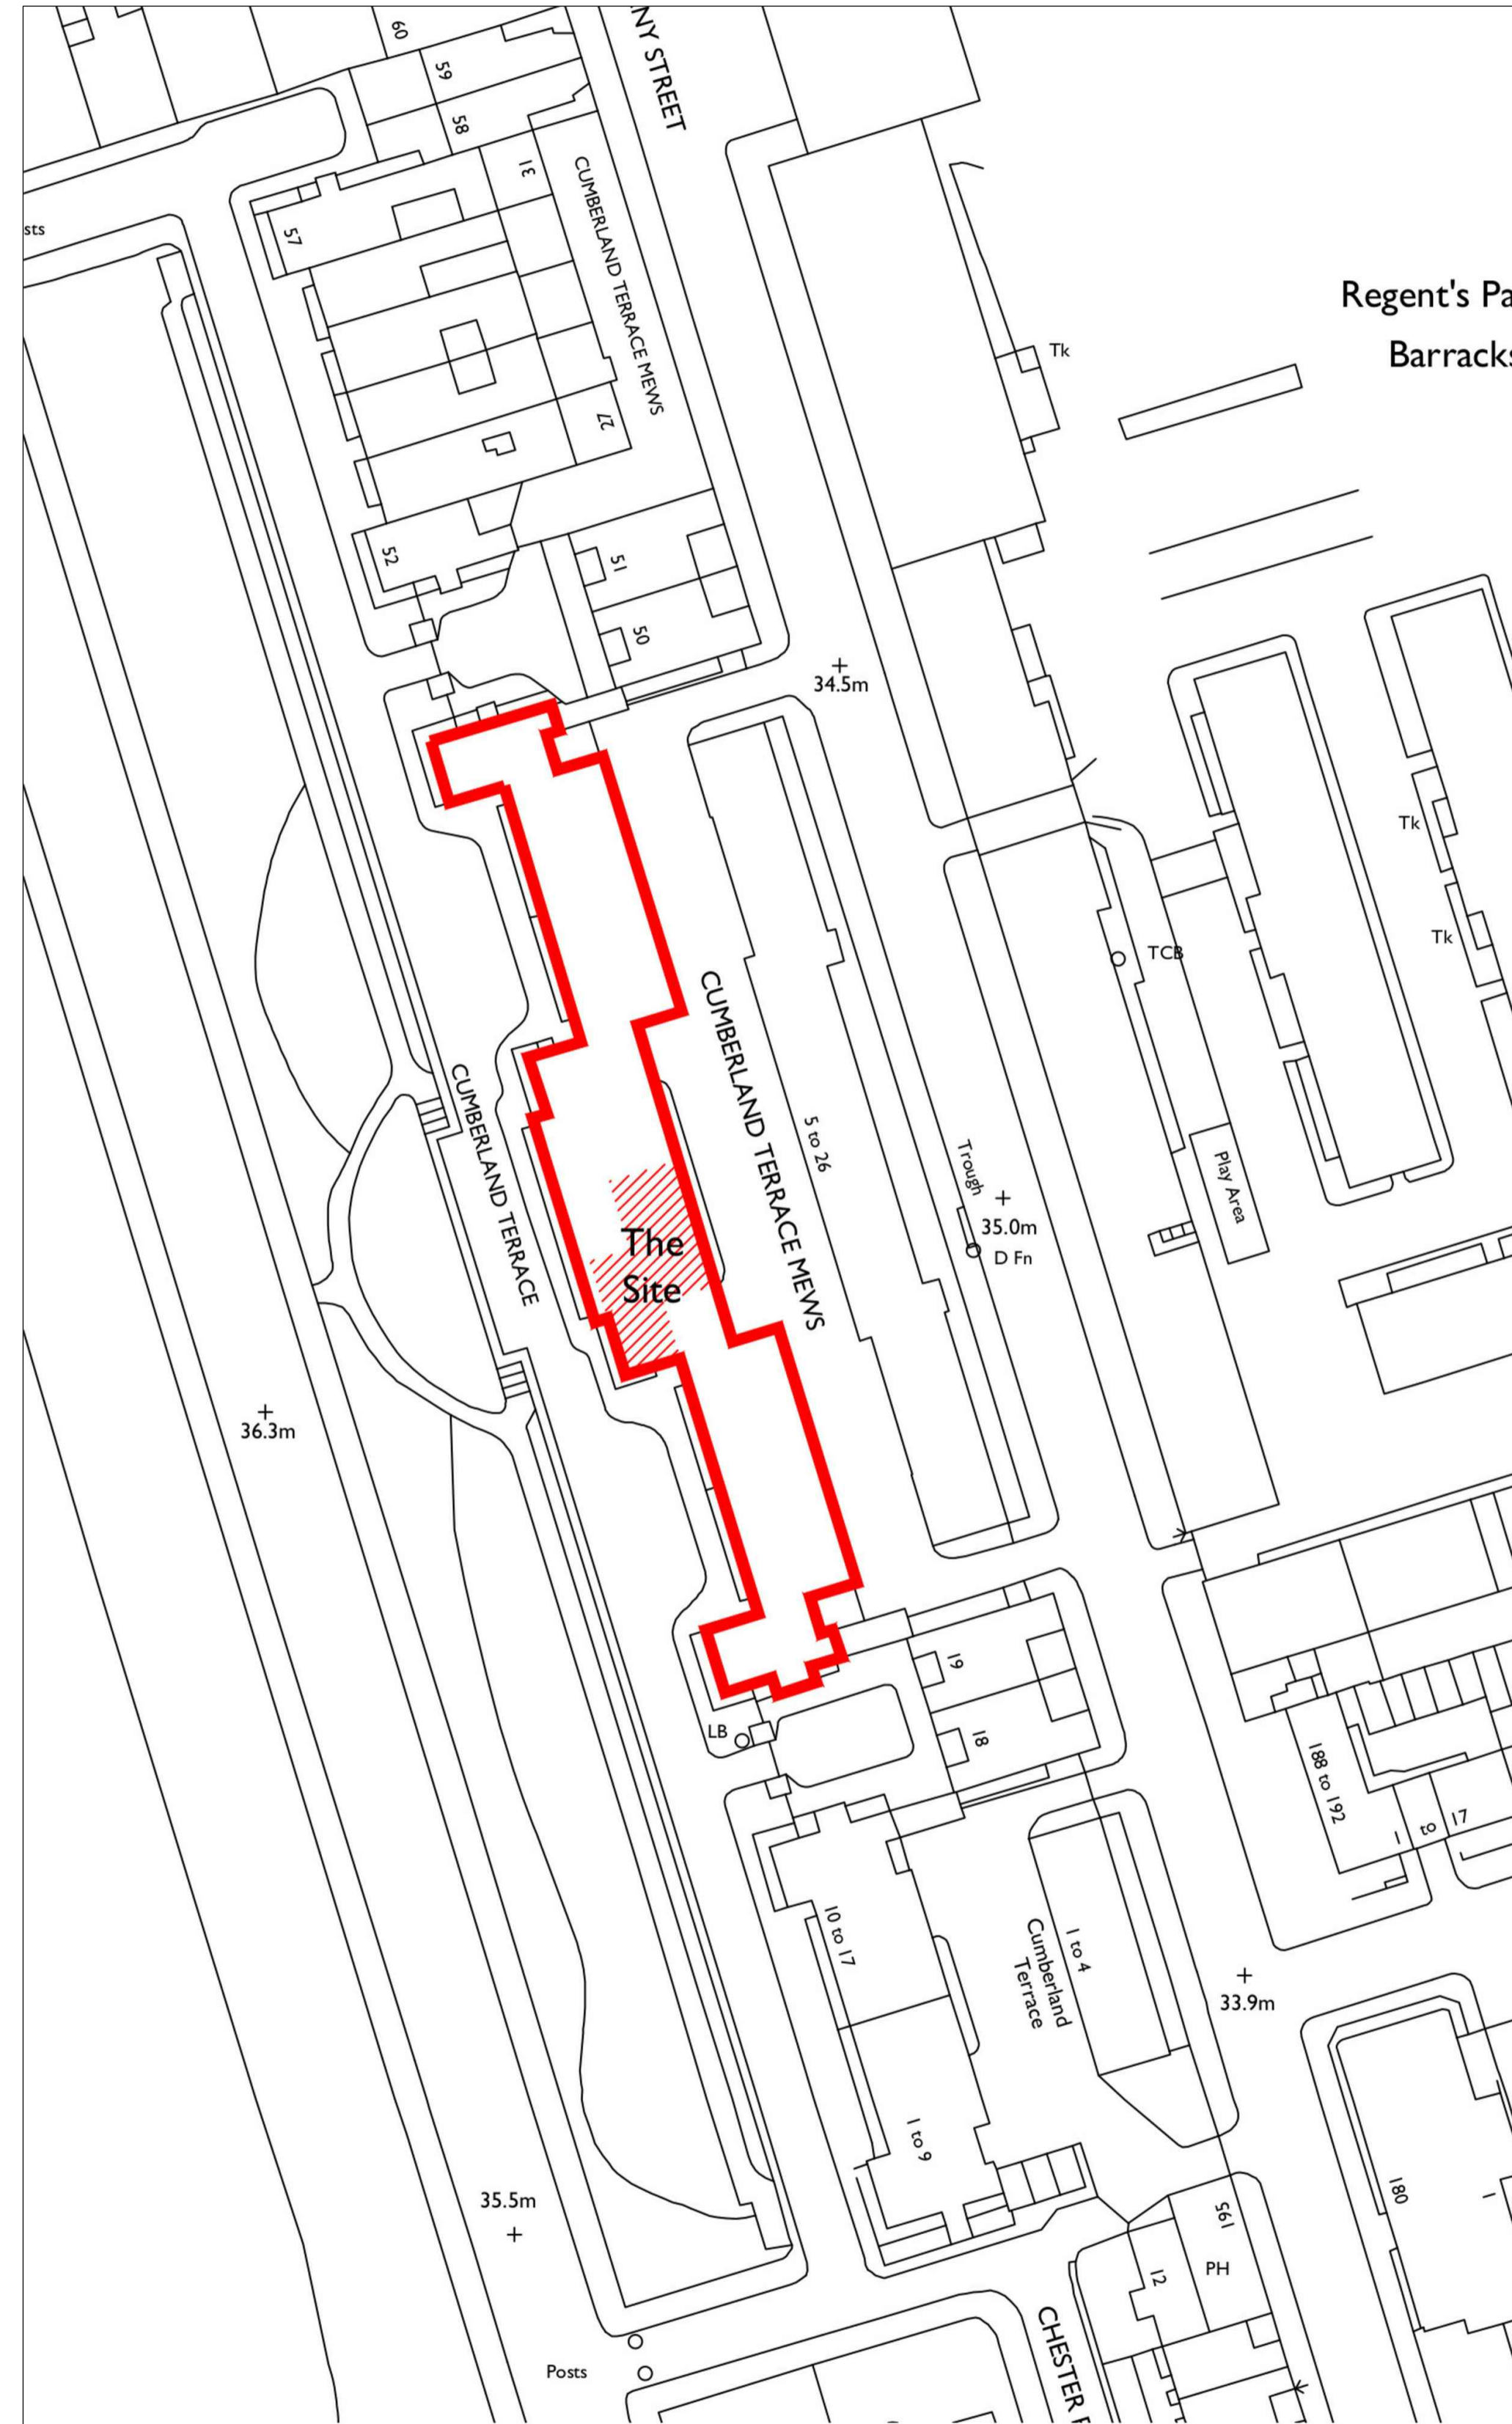 60
59
58
NY STREET
31
CUMBERLAND TERRACE MEWS
57
sts
Regent's Pa
Barracks
Tk
27
52
51
50
34.5m
Tk
TCB
Tk
CUMBERLAND TERRACE MEWS
CUMBERLAND TERRACE
5 to 26
Trough
35.0m
D Fn
Play Area
The
Site
36.3m
19
18
LB
188 to 192
1 to 17
10 to 17
1 to 4
Cumberland
Terrace
33.9m
1 to 9
35.5m
180
195
PH
12
CHESTER
Posts